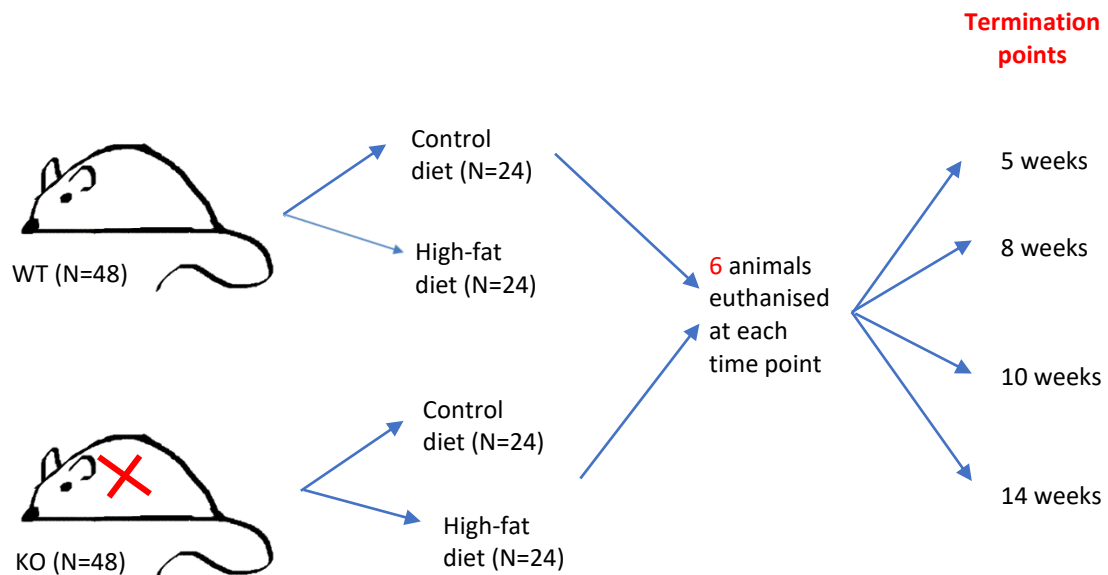 Termination
points
WT (N=48)
Control
diet (N=24)
High-fat
diet (N=24)
KO (N=48)
Control
diet (N=24)
High-fat
diet (N=24)
6 animals
euthanised
at each
time point
5 weeks
8 weeks
10 weeks
14 weeks